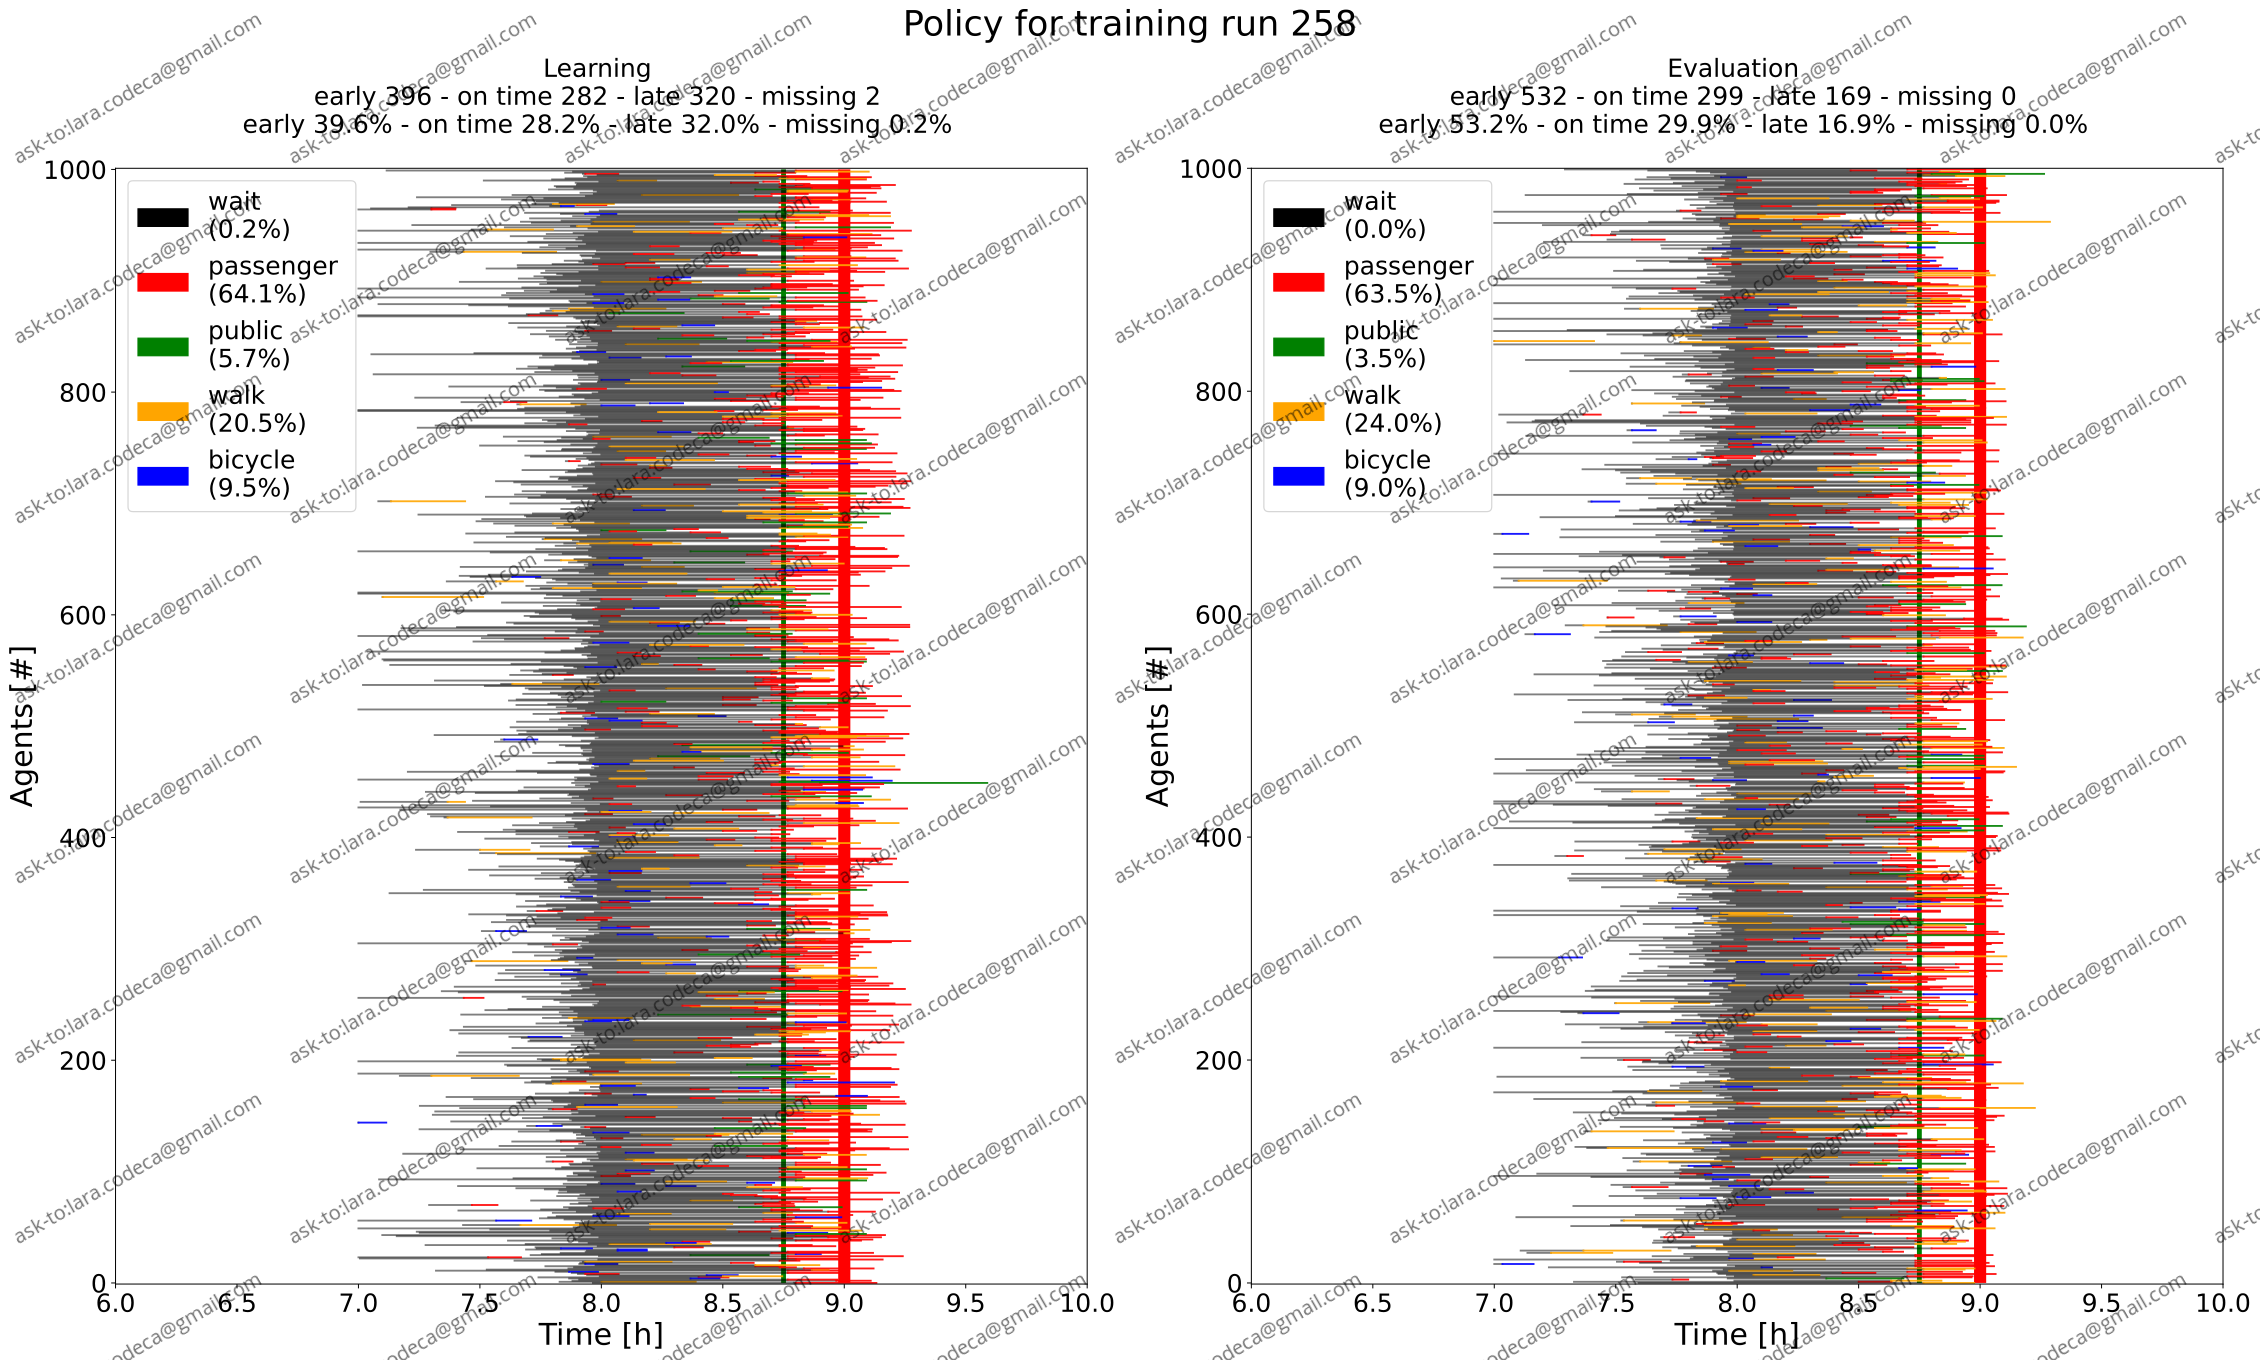 Policy for training run 258
Learning
early 396 - on time 282 - late 320 - missing 2
early 39.6% - on time 28.2% - late 32.0% - missing 0.2%
1000
800
600
400
200
0
Agents [#]
wait
(0.2%)
passenger
(64.1%)
public
(5.7%)
walk
(20.5%)
bicycle
(9.5%)
6.0 6.5 7.0 7.5 8.0 8.5 9.0 9.5 10.0
Time [h]
Evaluation
early 532 - on time 299 - late 169 - missing 0
early 53.2% - on time 29.9% - late 16.9% - missing 0.0%
1000
800
600
400
200
0
Agents [#]
wait
(0.0%)
passenger
(63.5%)
public
(3.5%)
walk
(24.0%)
bicycle
(9.0%)
6.0 6.5 7.0 7.5 8.0 8.5 9.0 9.5 10.0
Time [h]
ask-to:lara.codeca@gmail.com